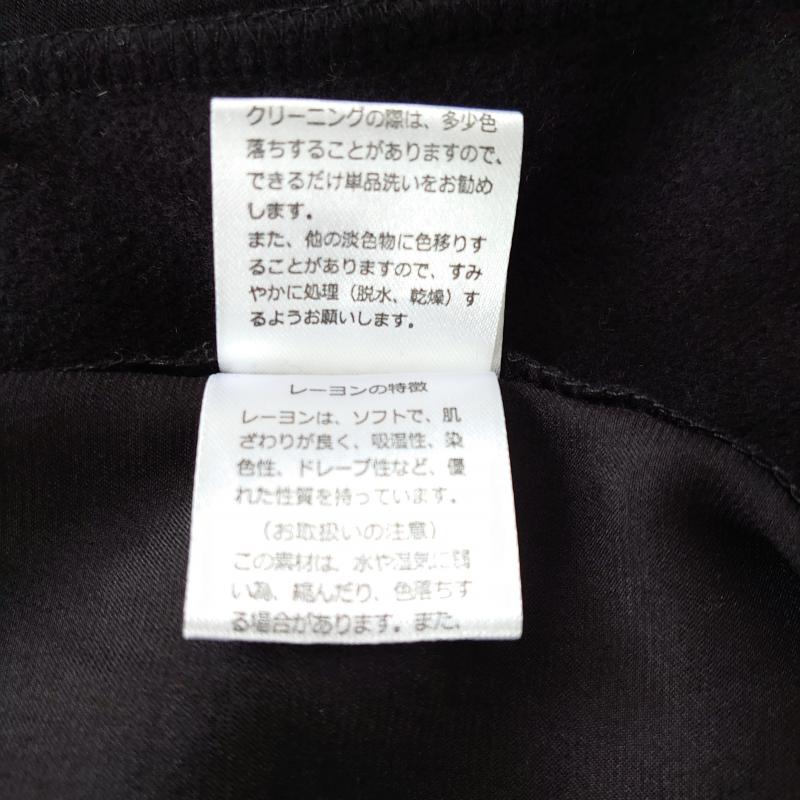 クリーニングの際は、多少色
落ちすることがありますので、
できるだけ単品洗いをお勧め
します。
また、他の淡色物に色移りす
ることがありますので、すみ
やかに処理（脱水、乾燥）す
るようお願いします。
レーヨンの特徴
レーヨンは、ソフトで、肌
ざわりが良く、吸湿性、染
色性、ドレープ性など、優
れた性質を持っています。
（お取扱いの注意）
この素材は、水や湿気に弱
い為、縮んだり、色落ちす
る場合があります。また、